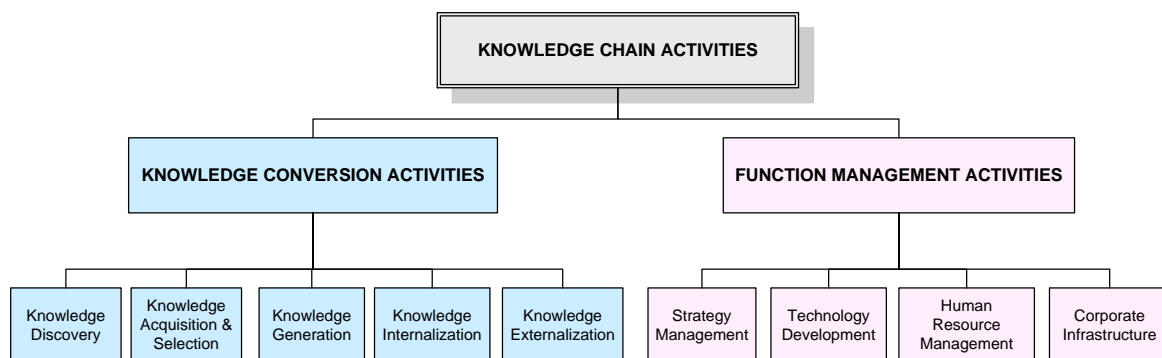 KNOWLEDGE CHAIN ACTIVITIES
KNOWLEDGE CONVERSION ACTIVITIES
FUNCTION MANAGEMENT ACTIVITIES
Knowledge
Discovery
Knowledge
Acquisition &
Selection
Knowledge
Generation
Knowledge
Internalization
Knowledge
Externalization
Strategy
Management
Technology
Development
Human
Resource
Management
Corporate
Infrastructure